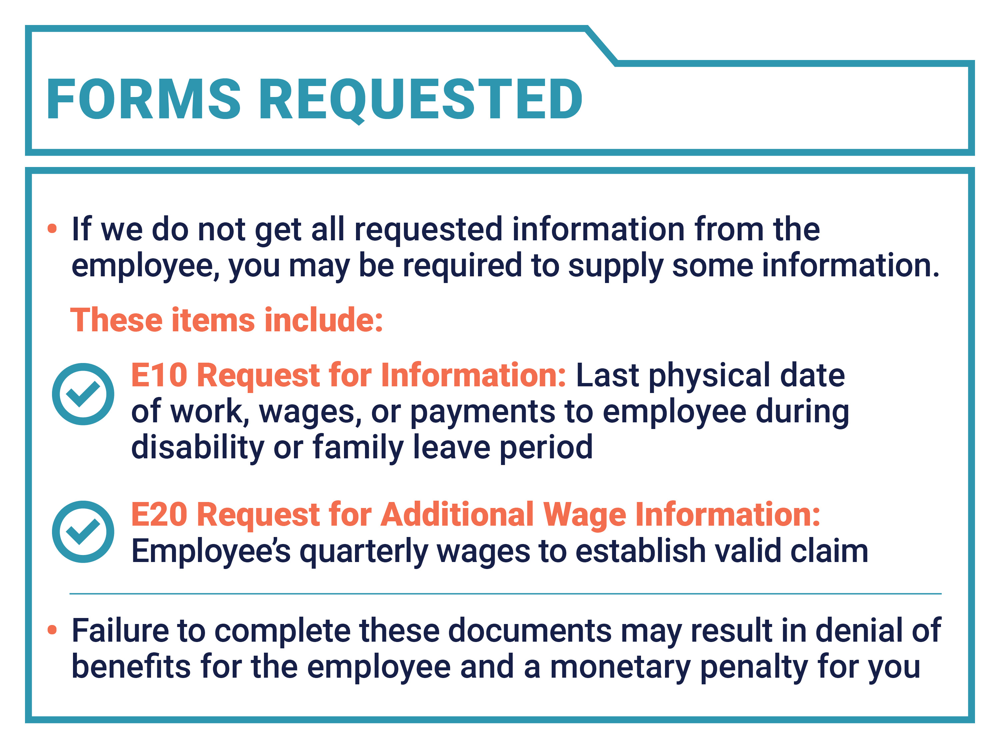 FORMS REQUESTED
• If we do not get all requested information from the
employee, you may be required to supply some information.
These items include:
E10 Request for Information: Last physical date
of work, wages, or payments to employee during
disability or family leave period
E20 Request for Additional Wage Information:
Employee’s quarterly wages to establish valid claim
• Failure to complete these documents may result in denial of
benefits for the employee and a monetary penalty for you